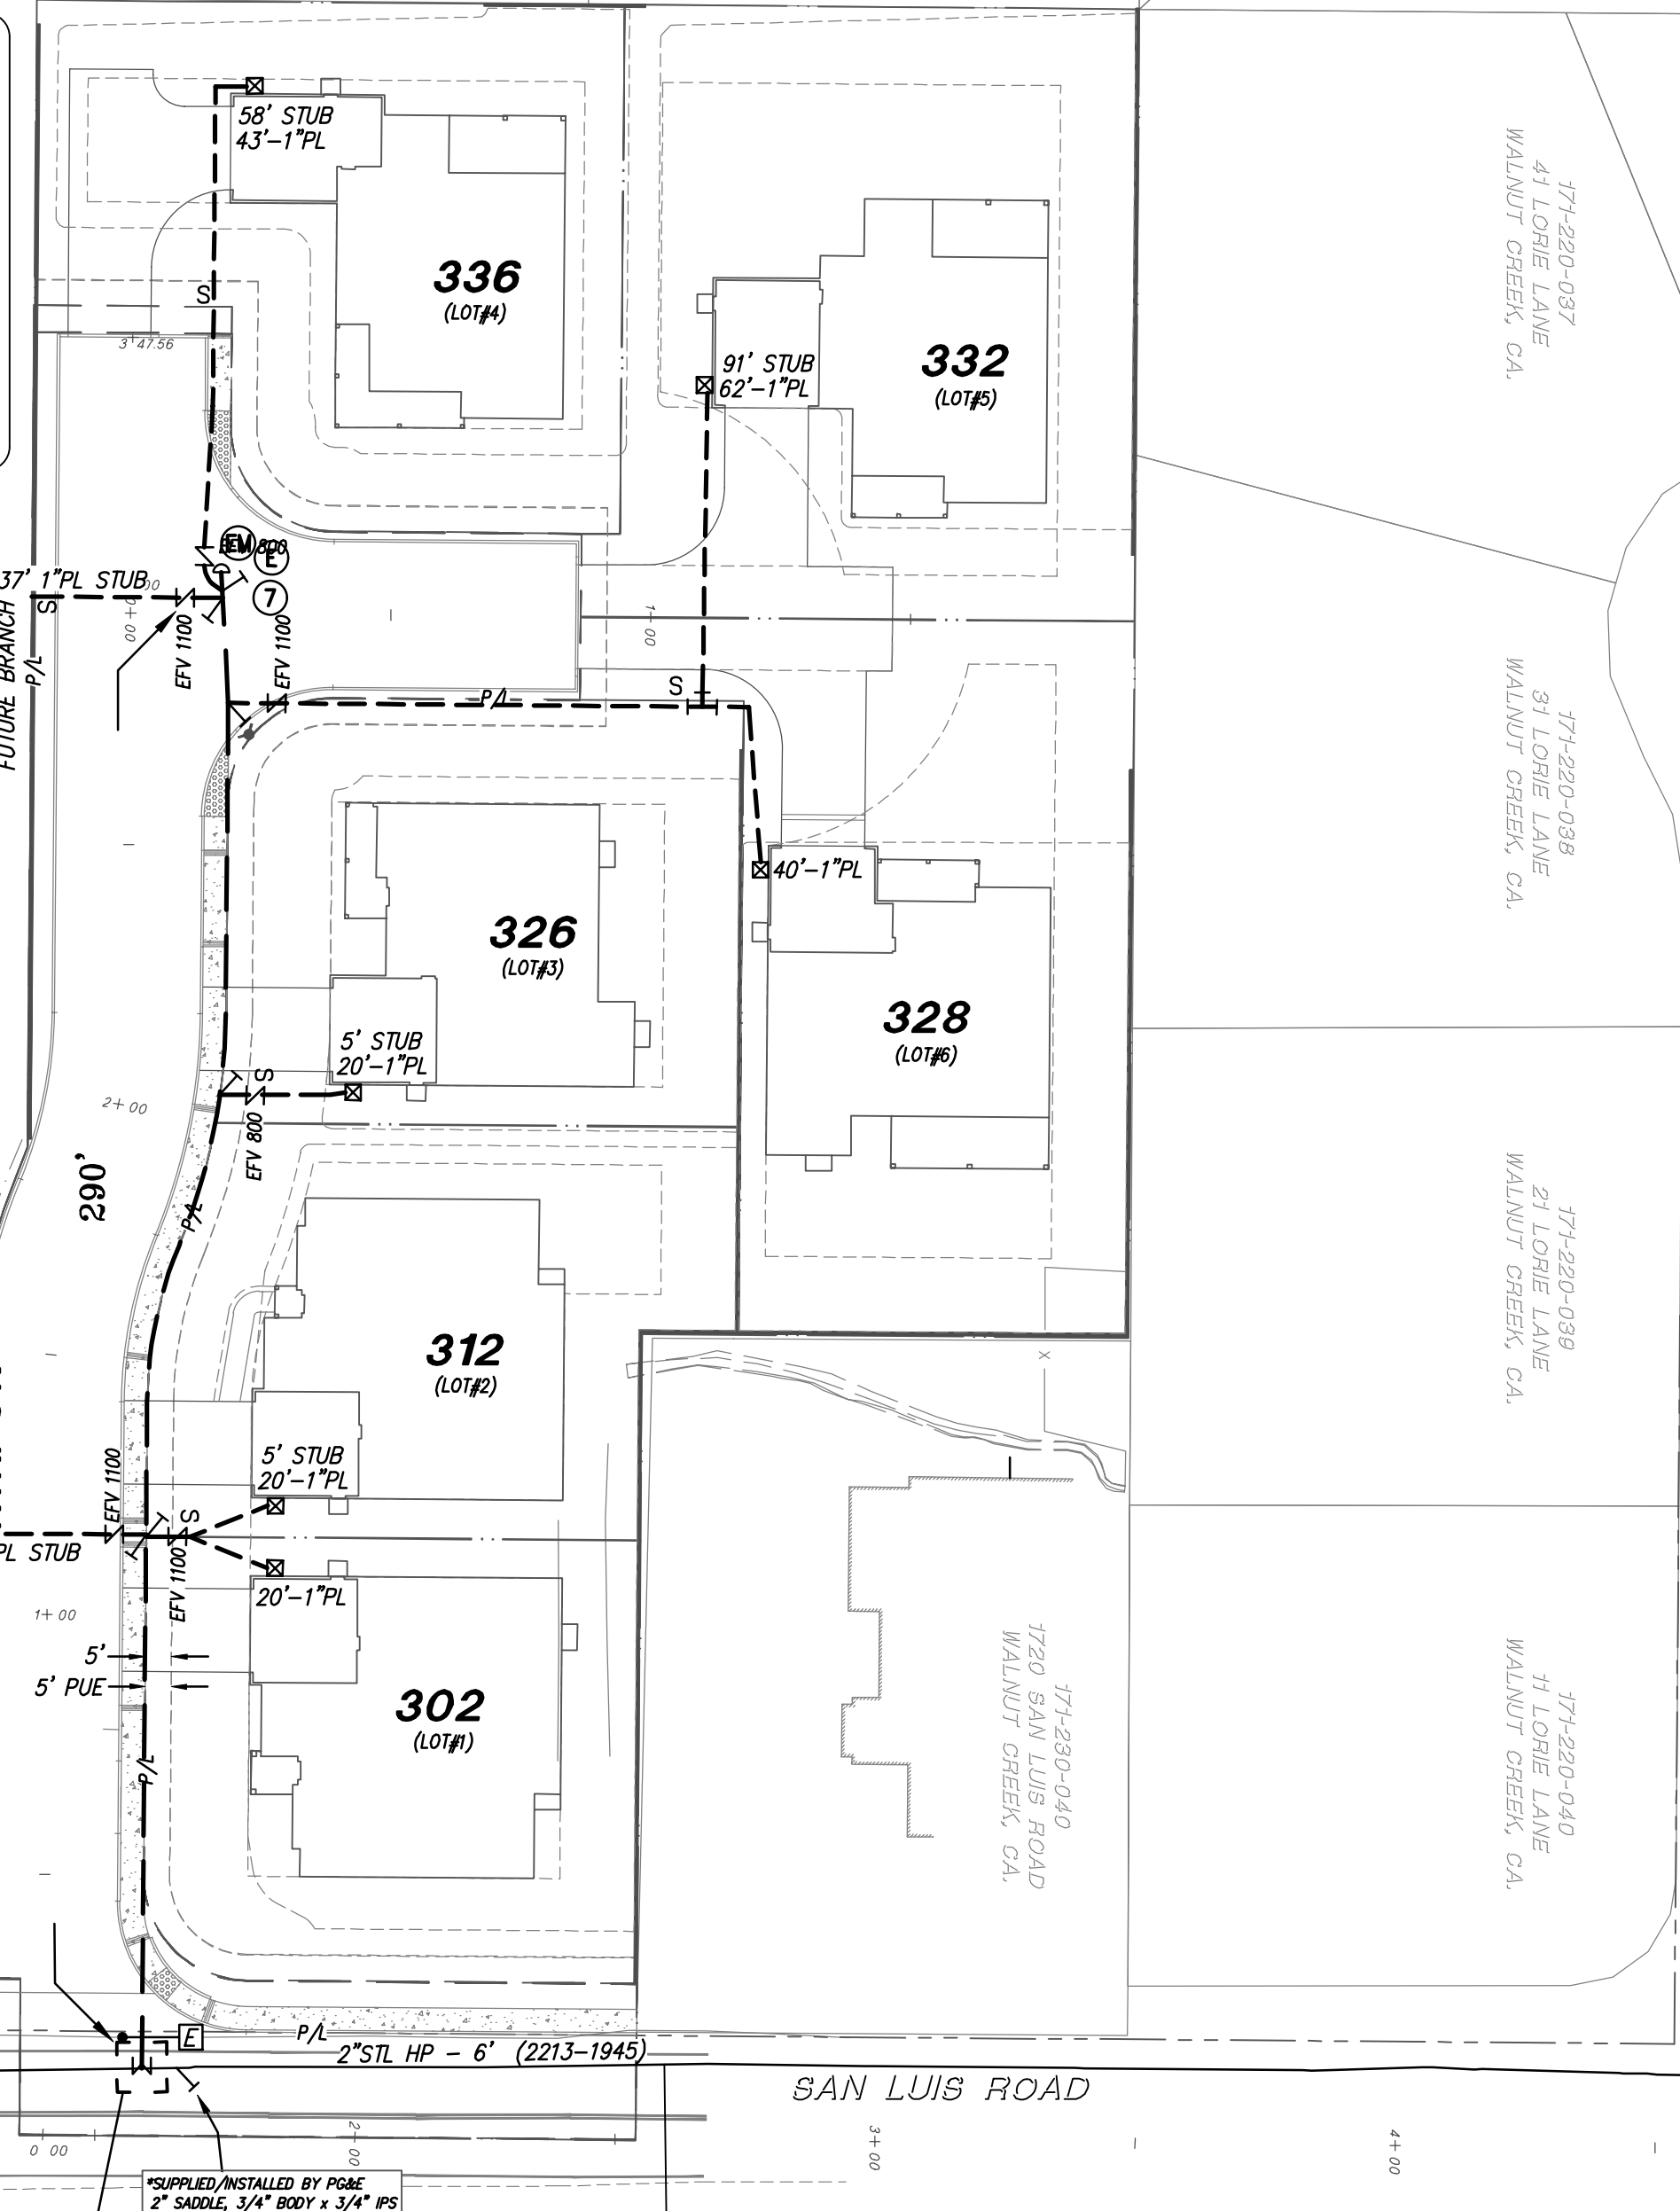 58' STUB
43'-1"PL
336
(LOT#4)
91' STUB
62'-1"PL
332
(LOT#5)
171-220-037
41 LORIE LANE
WALNUT CREEK, CA.
S
3+47.56
EM
E
7
37' 1"PL STUB
S
FUTURE BRANCH
P/L
0+00
EFV 1100
EFV 1100
1+00
P/L
S
171-220-038
31 LORIE LANE
WALNUT CREEK, CA.
40'-1"PL
326
(LOT#3)
328
(LOT#6)
5' STUB
20'-1"PL
S
EFV 800
2+00
290'
P/L
171-220-039
21 LORIE LANE
WALNUT CREEK, CA.
312
(LOT#2)
X
5' STUB
20'-1"PL
EFV 1100
S
PL STUB
EFV 1100
20'-1"PL
1+00
5'
5' PUE
302
(LOT#1)
P/L
171-230-040
1720 SAN LUIS ROAD
WALNUT CREEK, CA.
171-220-040
11 LORIE LANE
WALNUT CREEK, CA.
E
P/L
2"STL HP - 6' (2213-1945)
SAN LUIS ROAD
0 00
2 00
3+00
4+00
*SUPPLIED/INSTALLED BY PG&E
2" SADDLE, 3/4" BODY x 3/4" IPS